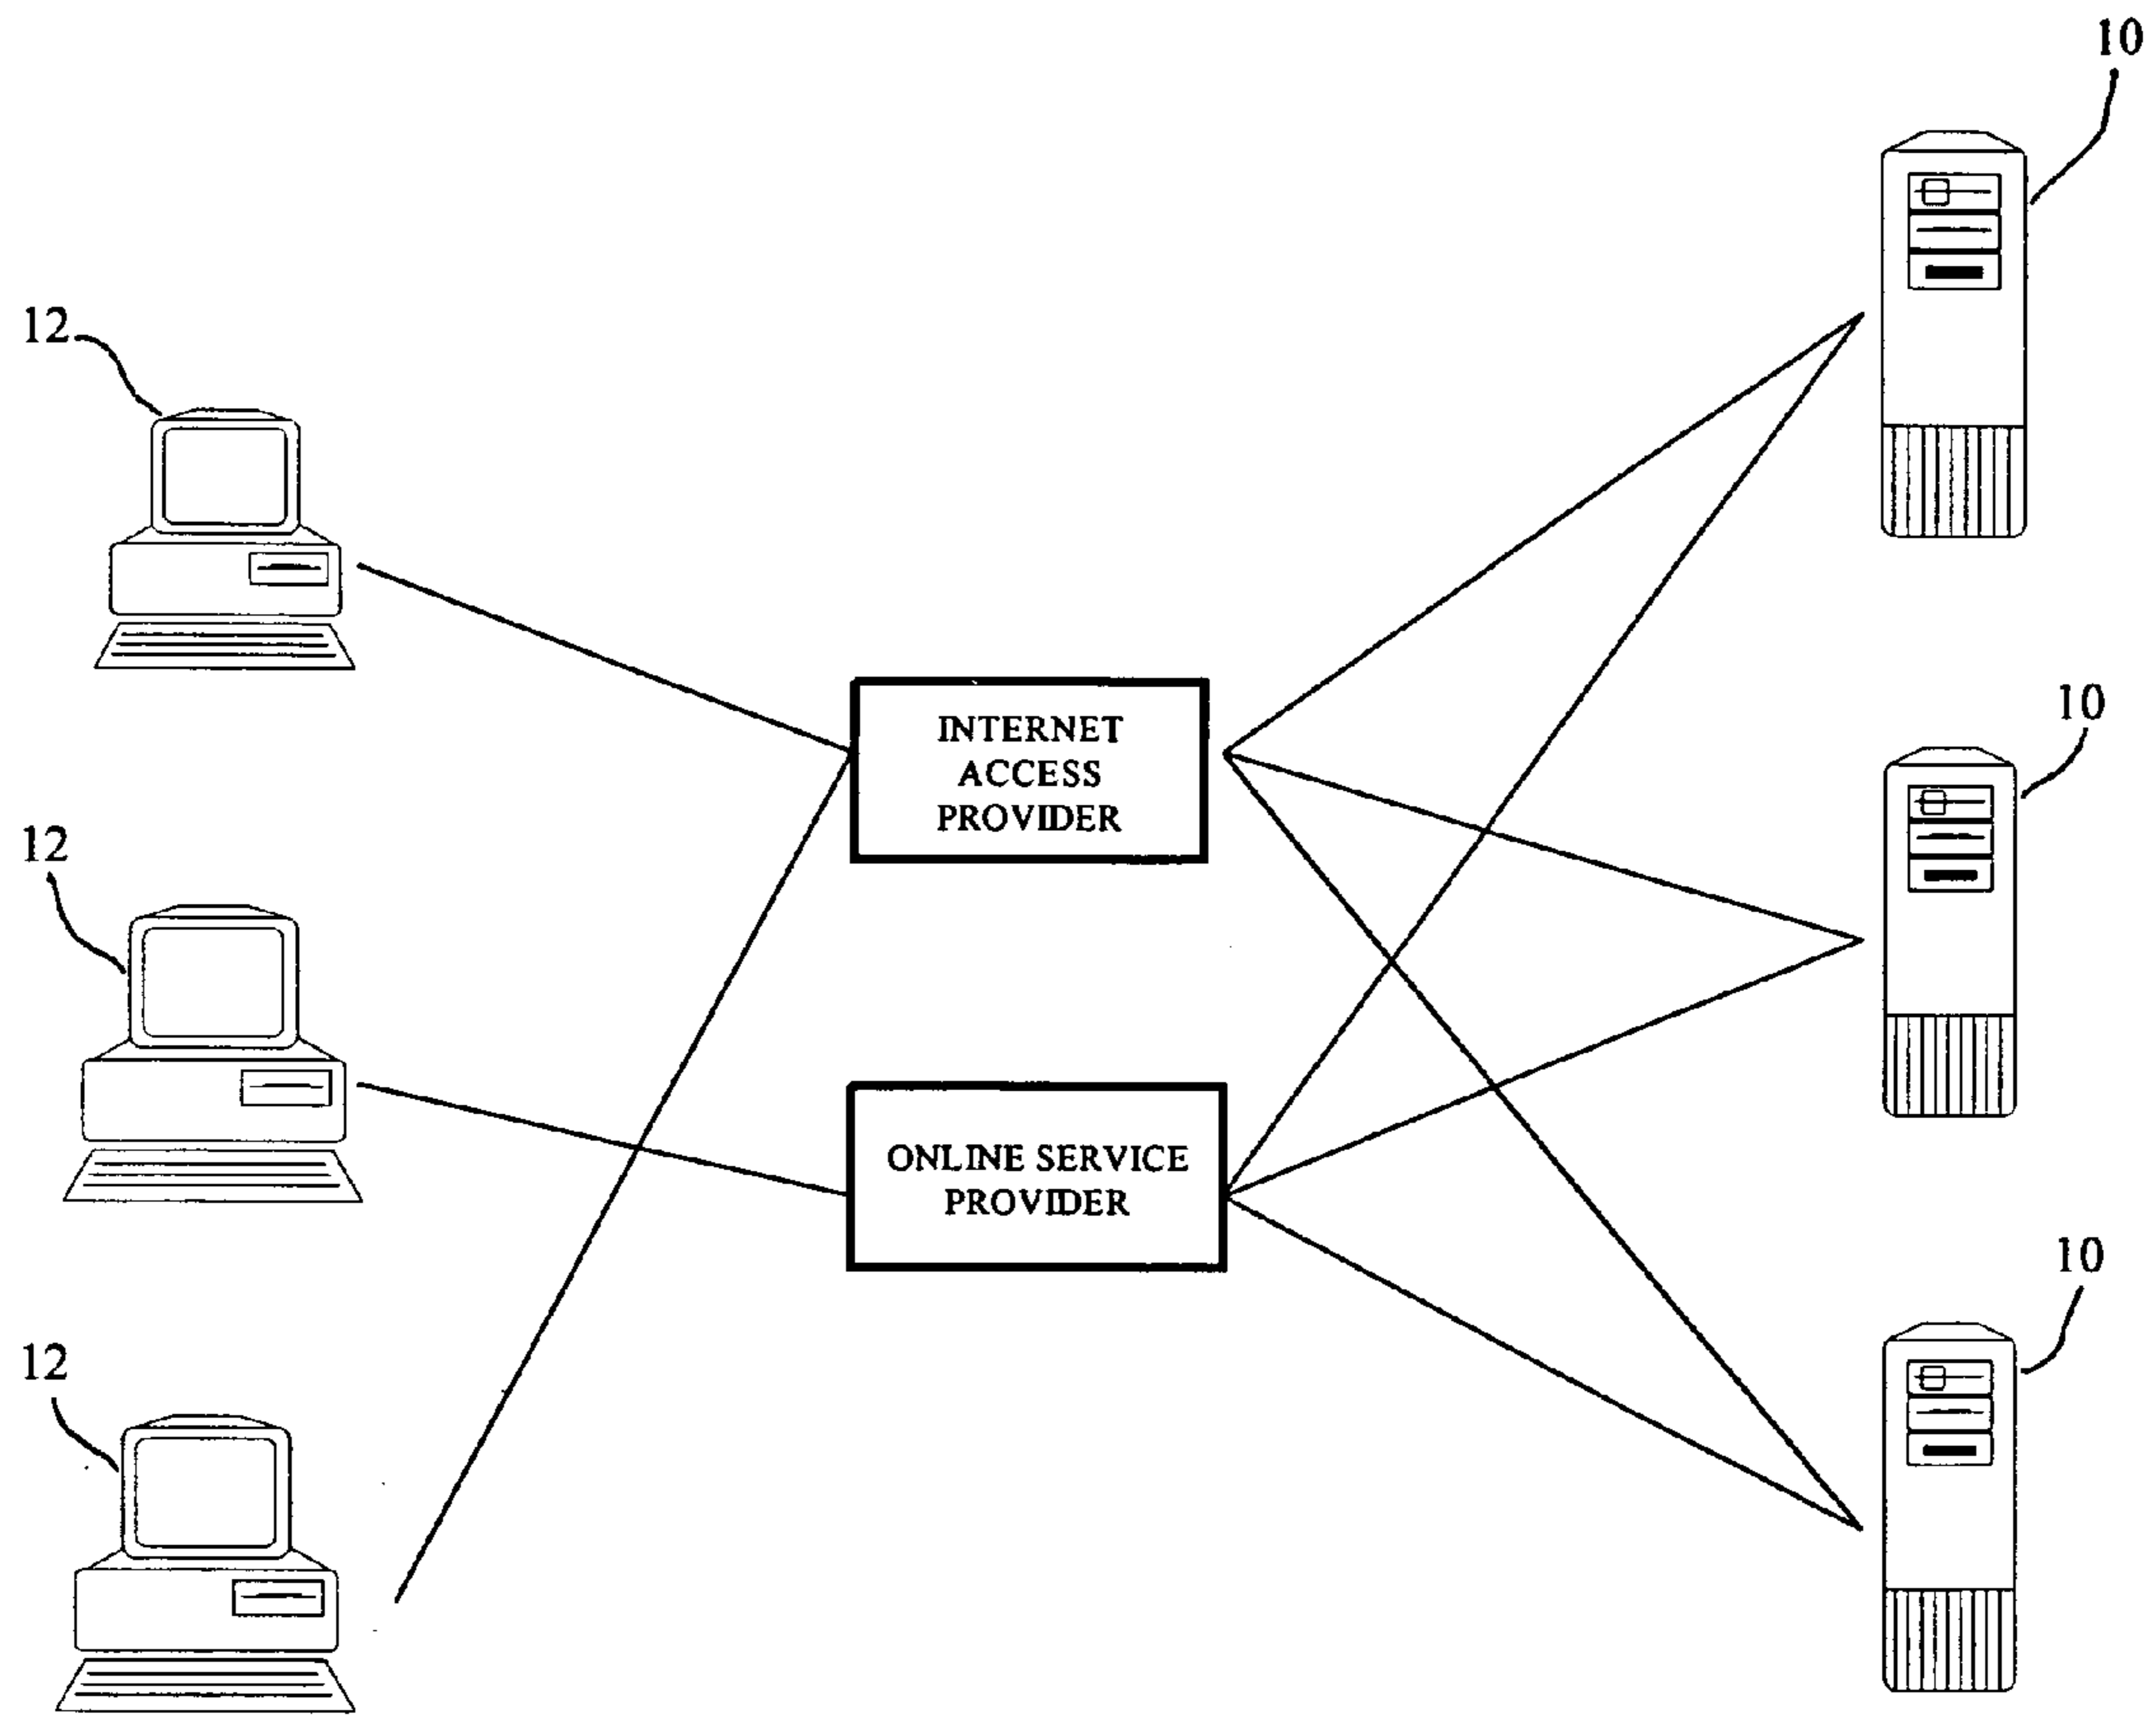 10
12
INTERNET
ACCESS
PROVIDER
10
12
ONLINE SERVICE
PROVIDER
10
12